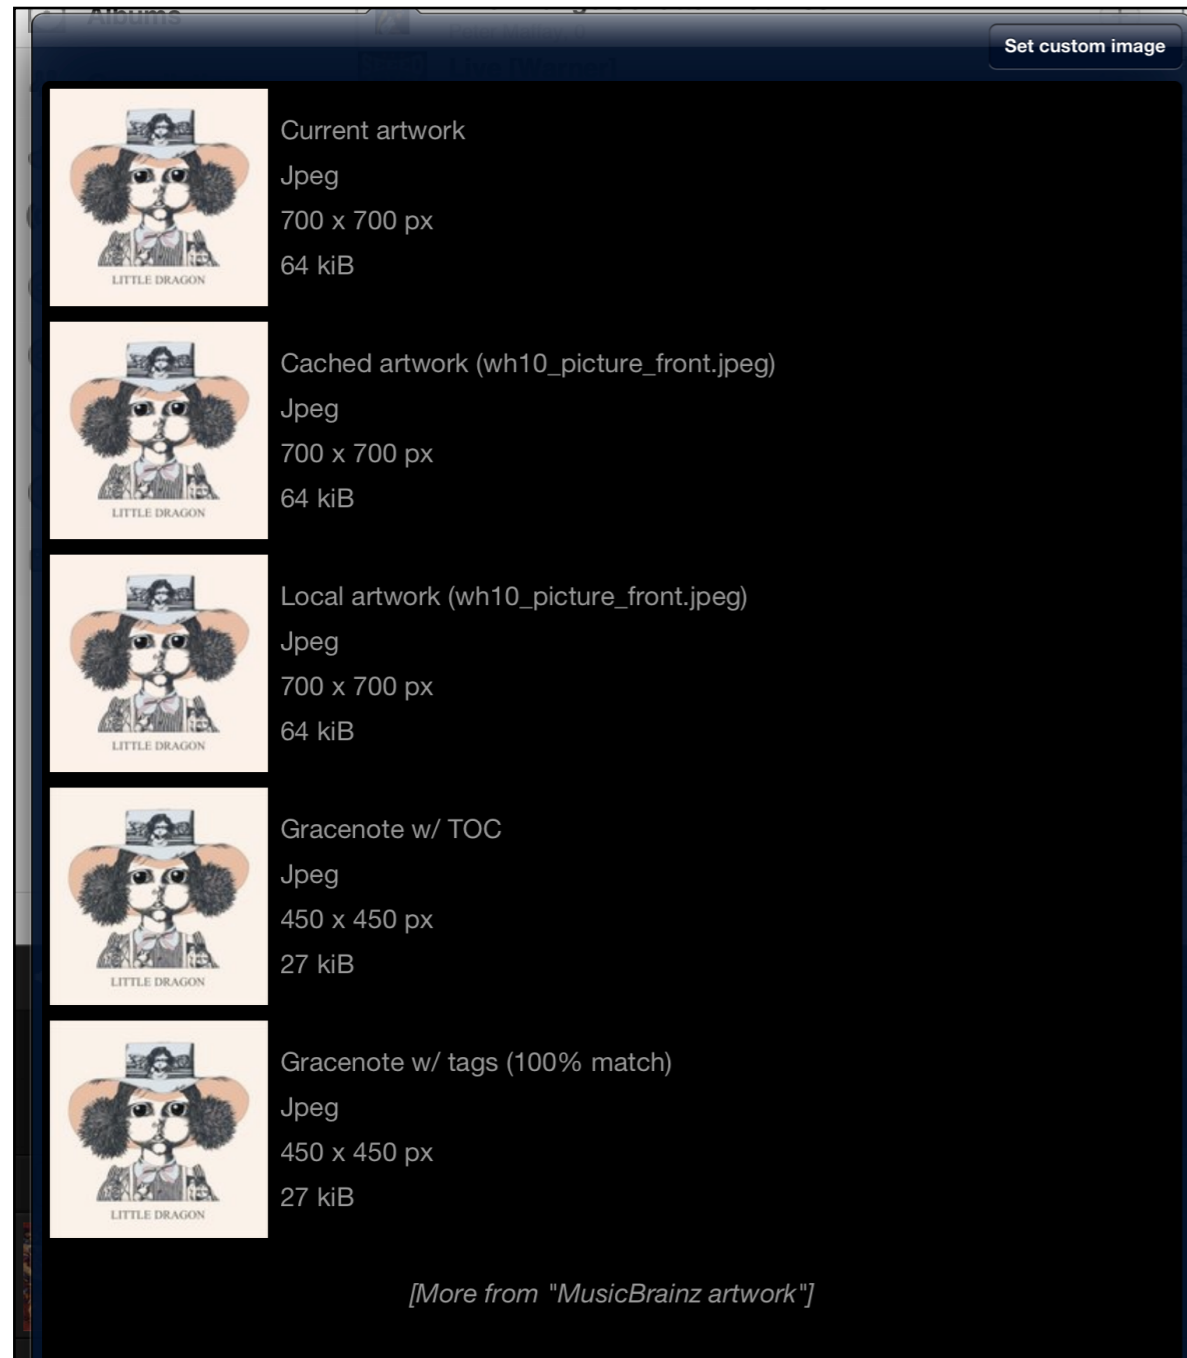 Albums
Set custom image
Current artwork
Jpeg
700 x 700 px
64 kiB
LITTLE DRAGON
Cached artwork (wh10_picture_front.jpeg)
Jpeg
700 x 700 px
64 kiB
LITTLE DRAGON
Local artwork (wh10_picture_front.jpeg)
Jpeg
700 x 700 px
64 kiB
LITTLE DRAGON
Gracenote w/ TOC
Jpeg
450 x 450 px
27 kiB
LITTLE DRAGON
Gracenote w/ tags (100% match)
Jpeg
450 x 450 px
27 kiB
LITTLE DRAGON
[More from "MusicBrainz artwork"]